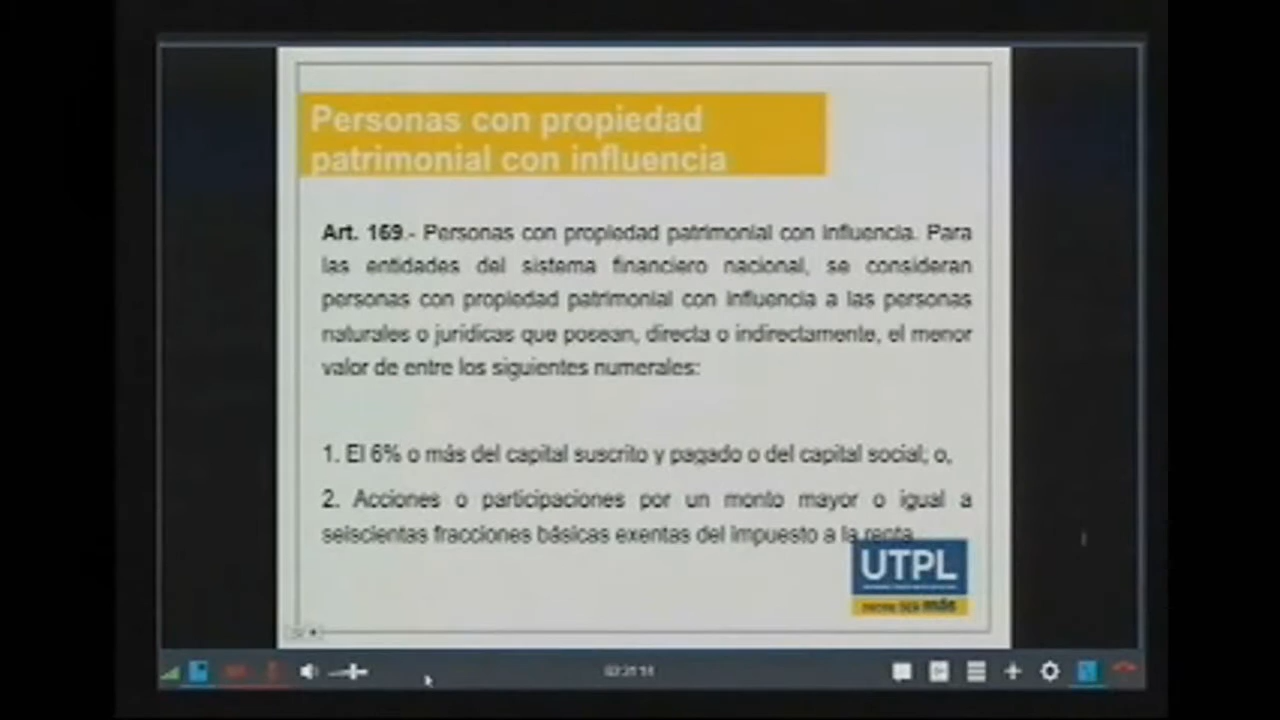 Personas con propiedad
patrimonial con influencia
Art. 169.- Personas con propiedad patrimonial con influencia. Para
las entidades del sistema financiero nacional, se consideran
personas con propiedad patrimonial con influencia a las personas
naturales o jurídicas que posean, directa o indirectamente, el menor
valor de entre los siguientes numerales:
1. El 6% o más del capital suscrito y pagado o del capital social; o,
2. Acciones o participaciones por un monto mayor o igual a
seiscientas fracciones básicas exentas del impuesto a la renta.
UTPL
más